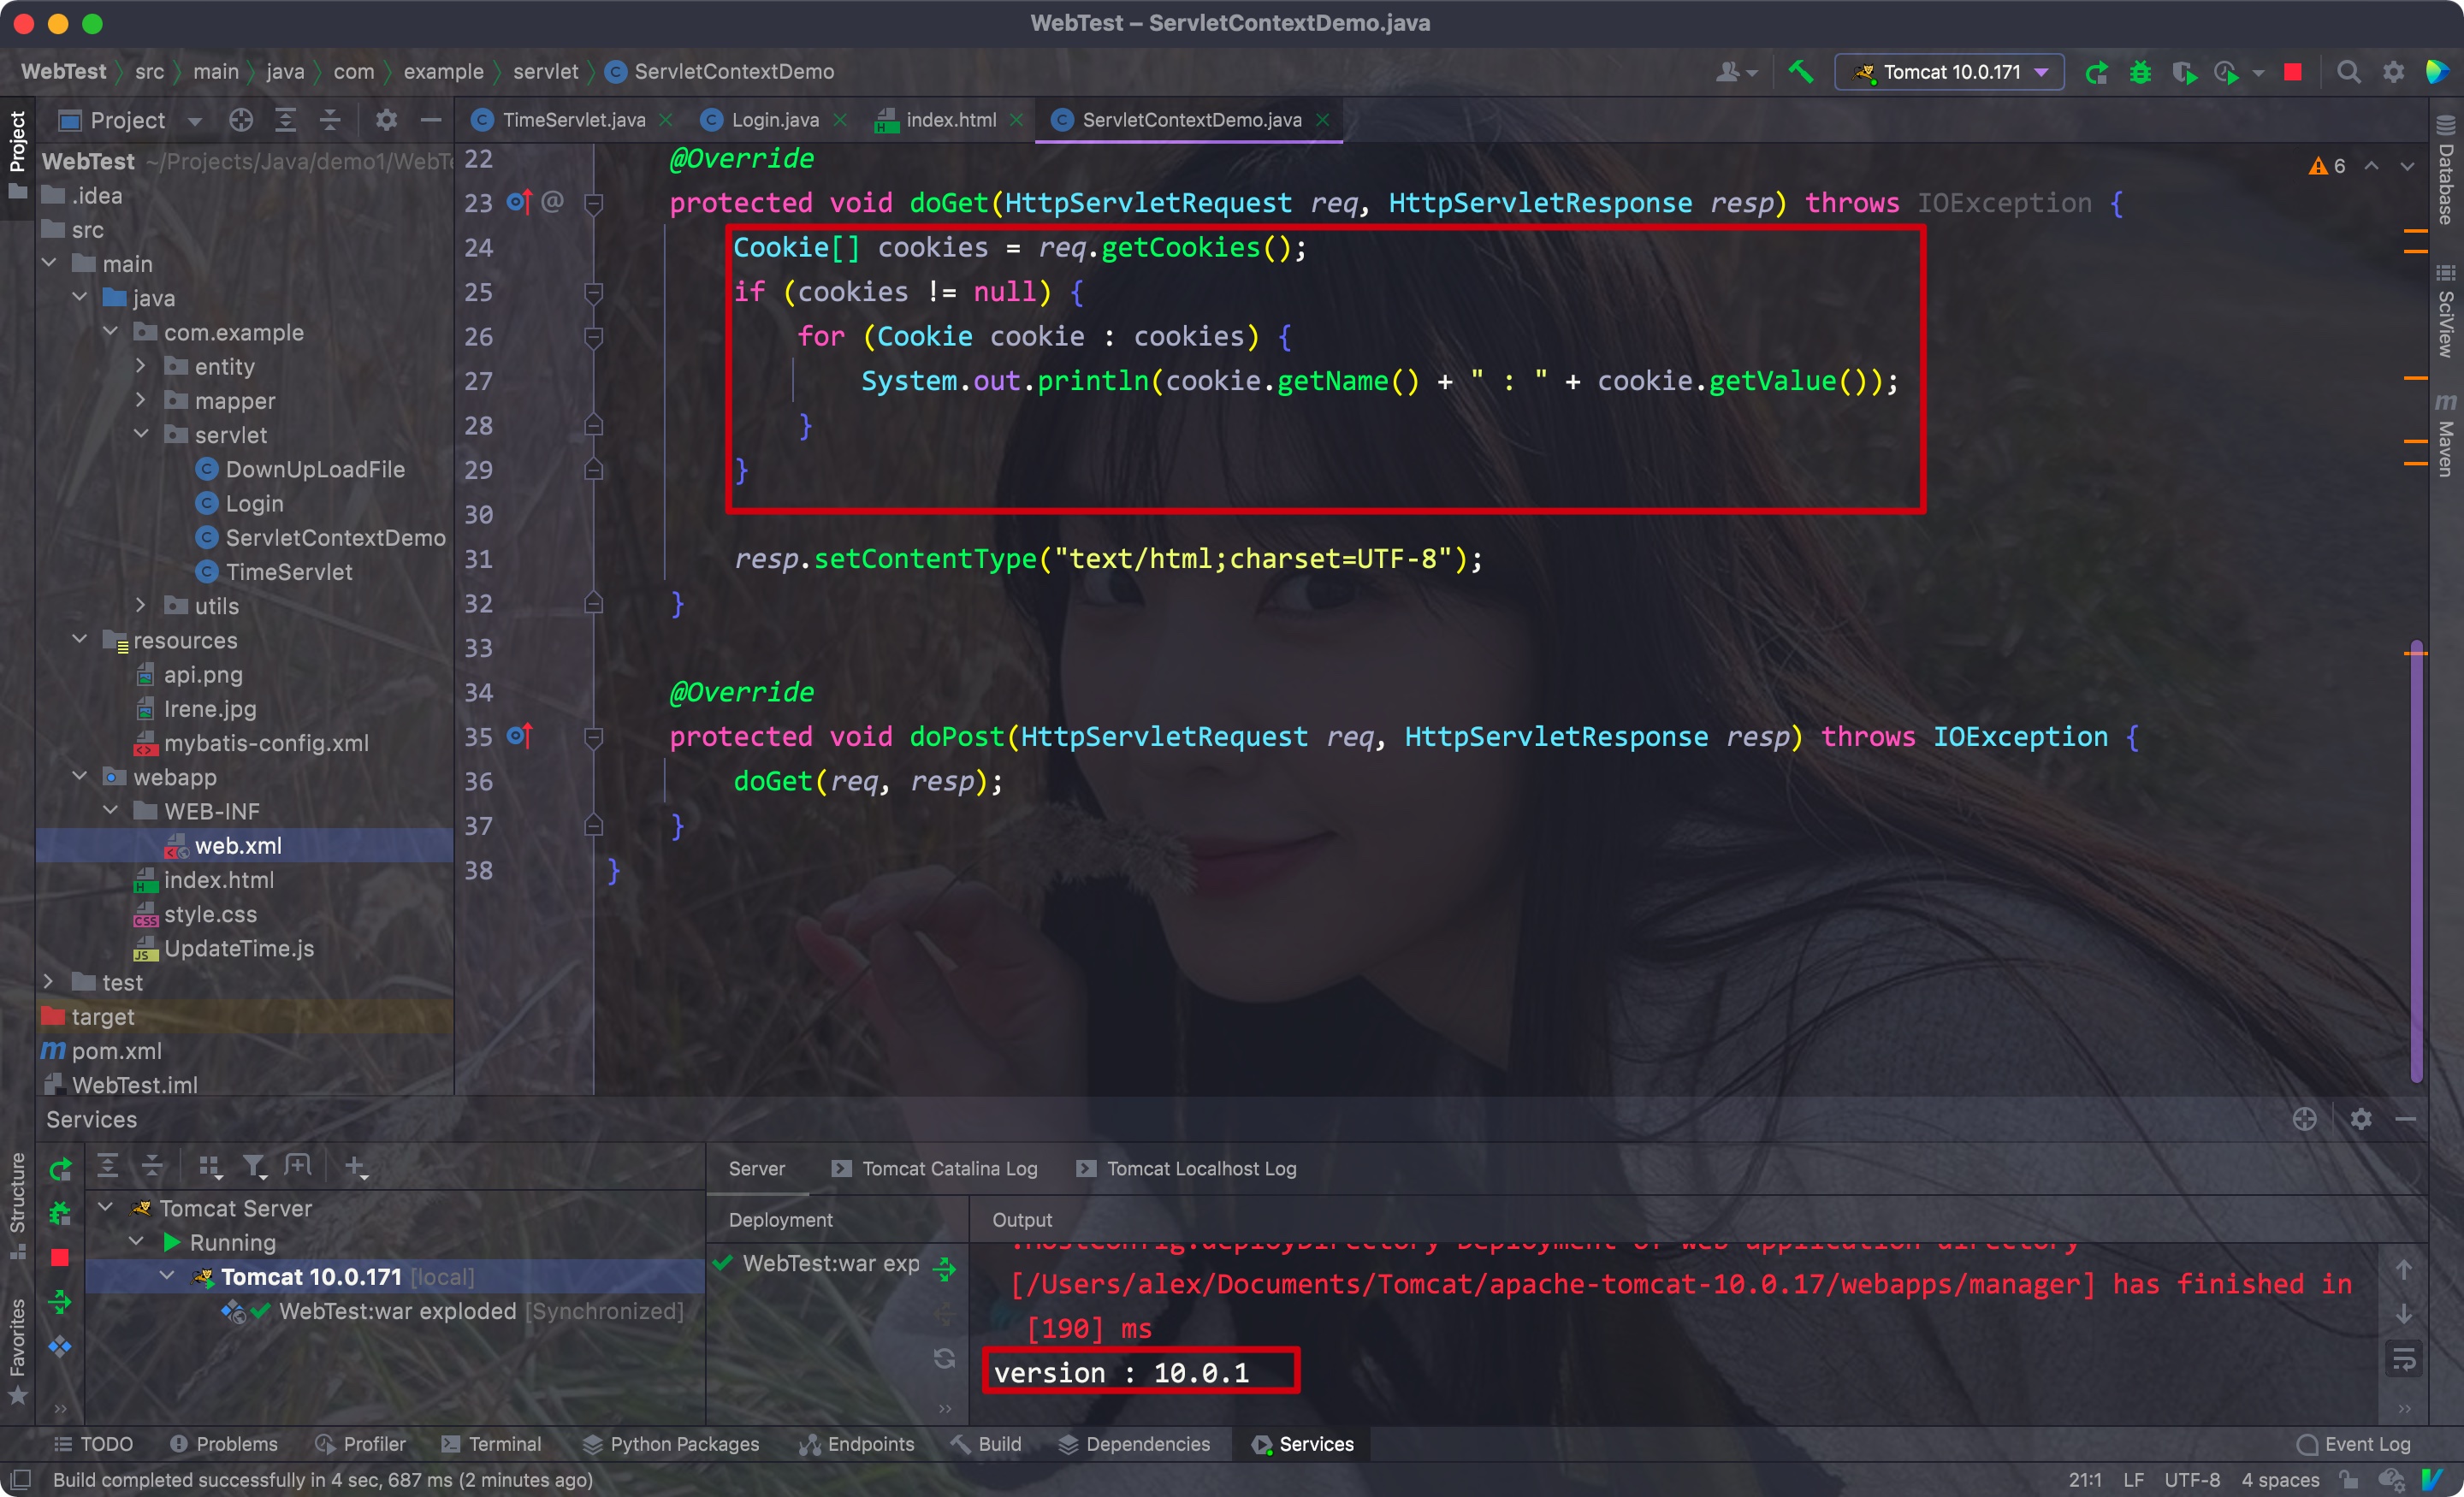 WebTest – ServletContextDemo.java
WebTest src main java com example servlet ServletContextDemo
Tomcat 10.0.171
Project
Project
TimeServlet.java
Login.java
index.html
ServletContextDemo.java
WebTest ~/Projects/Java/demo1/WebTe
.idea
src
main
java
com.example
entity
mapper
servlet
DownUpLoadFile
Login
ServletContextDemo
TimeServlet
utils
resources
api.png
Irene.jpg
mybatis-config.xml
webapp
WEB-INF
web.xml
index.html
style.css
UpdateTime.js
test
target
pom.xml
WebTest.iml
6
22 @Override
23 @ protected void doGet(HttpServletRequest req, HttpServletResponse resp) throws IOException {
24 Cookie[] cookies = req.getCookies();
25 if (cookies != null) {
26 for (Cookie cookie : cookies) {
27 System.out.println(cookie.getName() + " : " + cookie.getValue());
28 }
29 }
30
31 resp.setContentType("text/html;charset=UTF-8");
32 }
33
34 @Override
35 protected void doPost(HttpServletRequest req, HttpServletResponse resp) throws IOException {
36 doGet(req, resp);
37 }
38 }
Database
SciView
Maven
Services
Structure
Favorites
Tomcat Server
Running
Tomcat 10.0.171 [local]
WebTest:war exploded [Synchronized]
Server
Tomcat Catalina Log
Tomcat Localhost Log
Deployment
Output
WebTest:war exp
.HostConfig.deployDirectory Deployment of web application directory
[/Users/alex/Documents/Tomcat/apache-tomcat-10.0.17/webapps/manager] has finished in
[190] ms
version : 10.0.1
TODO
Problems
Profiler
Terminal
Python Packages
Endpoints
Build
Dependencies
Services
Event Log
Build completed successfully in 4 sec, 687 ms (2 minutes ago)
21:1 LF UTF-8 4 spaces